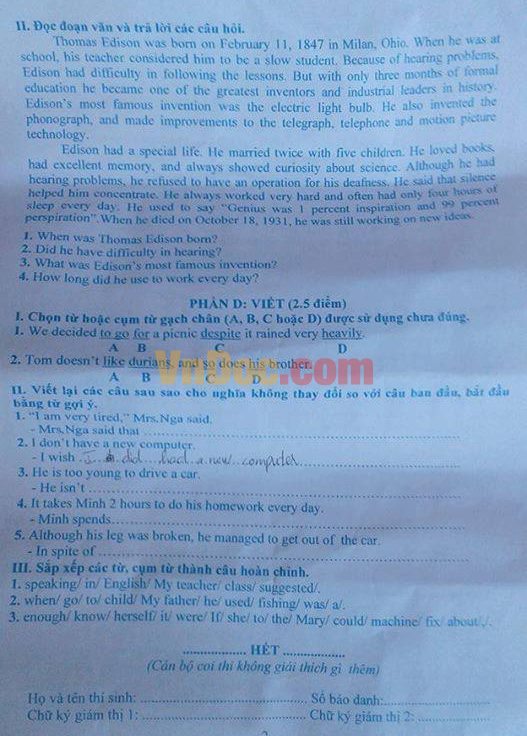 II. Đọc đoạn văn và trả lời các câu hỏi.
Thomas Edison was born on February 11, 1847 in Milan, Ohio. When he was at
school, his teacher considered him to be a slow student. Because of hearing problems,
Edison had difficulty in following the lessons. But with only three months of formal
education he became one of the greatest inventors and industrial leaders in history.
Edison's most famous invention was the electric light bulb. He also invented the
phonograph, and made improvements to the telegraph, telephone and motion picture
technology.
Edison had a special life. He married twice with five children. He loved books,
had excellent memory, and always showed curiosity about science. Although he had
hearing problems, he refused to have an operation for his deafness. He said that silence
helped him concentrate. He always worked very hard and often had only four hours of
sleep every day. He used to say "Genius was 1 percent inspiration and 99 percent
perspiration". When he died on October 18, 1931, he was still working on new ideas.
1. When was Thomas Edison born?
2. Did he have difficulty in hearing?
3. What was Edison's most famous invention?
4. How long did he use to work every day?
PHẦN D: VIẾT (2.5 điểm)
I. Chọn từ hoặc cụm từ gạch chân (A, B, C hoặc D) được sử dụng chưa đúng.
1. We decided to go for a picnic despite it rained very heavily.
A B C D
2. Tom doesn't like durians, and so does his brother.
A B C D
VnDoc.com
II. Viết lại các câu sau sao cho nghĩa không thay đổi so với câu ban đầu, bắt đầu
bằng từ gợi ý.
1. "I am very tired," Mrs.Nga said.
- Mrs.Nga said that ..........
2. I don't have a new computer.
- I wish ..I.. did ...had ..a new.. computer
3. He is too young to drive a car.
- He isn't ..........
4. It takes Minh 2 hours to do his homework every day.
- Minh spends..........
5. Although his leg was broken, he managed to get out of the car.
- In spite of ..........
III. Sắp xếp các từ, cụm từ thành câu hoàn chỉnh.
1. speaking/ in/ English/ My teacher/ class/ suggested/.
2. when/ go/ to/ child/ My father/ he/ used/ fishing/ was/ a/.
3. enough/ know/ herself/ it/ were/ If/ she/ to/ the/ Mary/ could/ machine/ fix/ about/,/.
.................. HẾT ..................
(Cán bộ coi thi không giải thích gì thêm)
Họ và tên thí sinh: .......... Số báo danh: ..........
Chữ ký giám thị 1: .......... Chữ ký giám thị 2: ..........
2